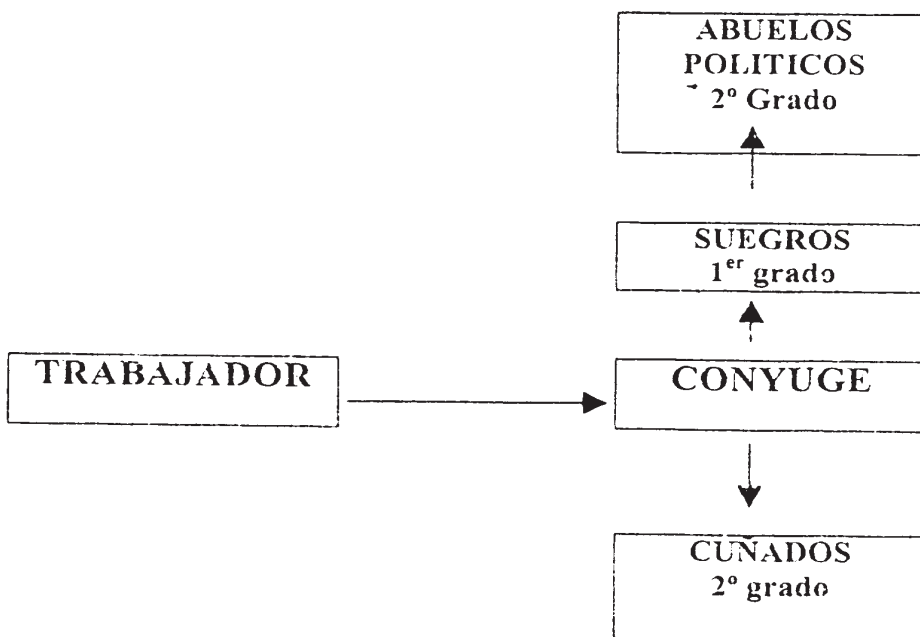 ABUELOS
POLITICOS
2º Grado
SUEGROS
1er grado
TRABAJADOR
CONYUGE
CUÑADOS
2º grado